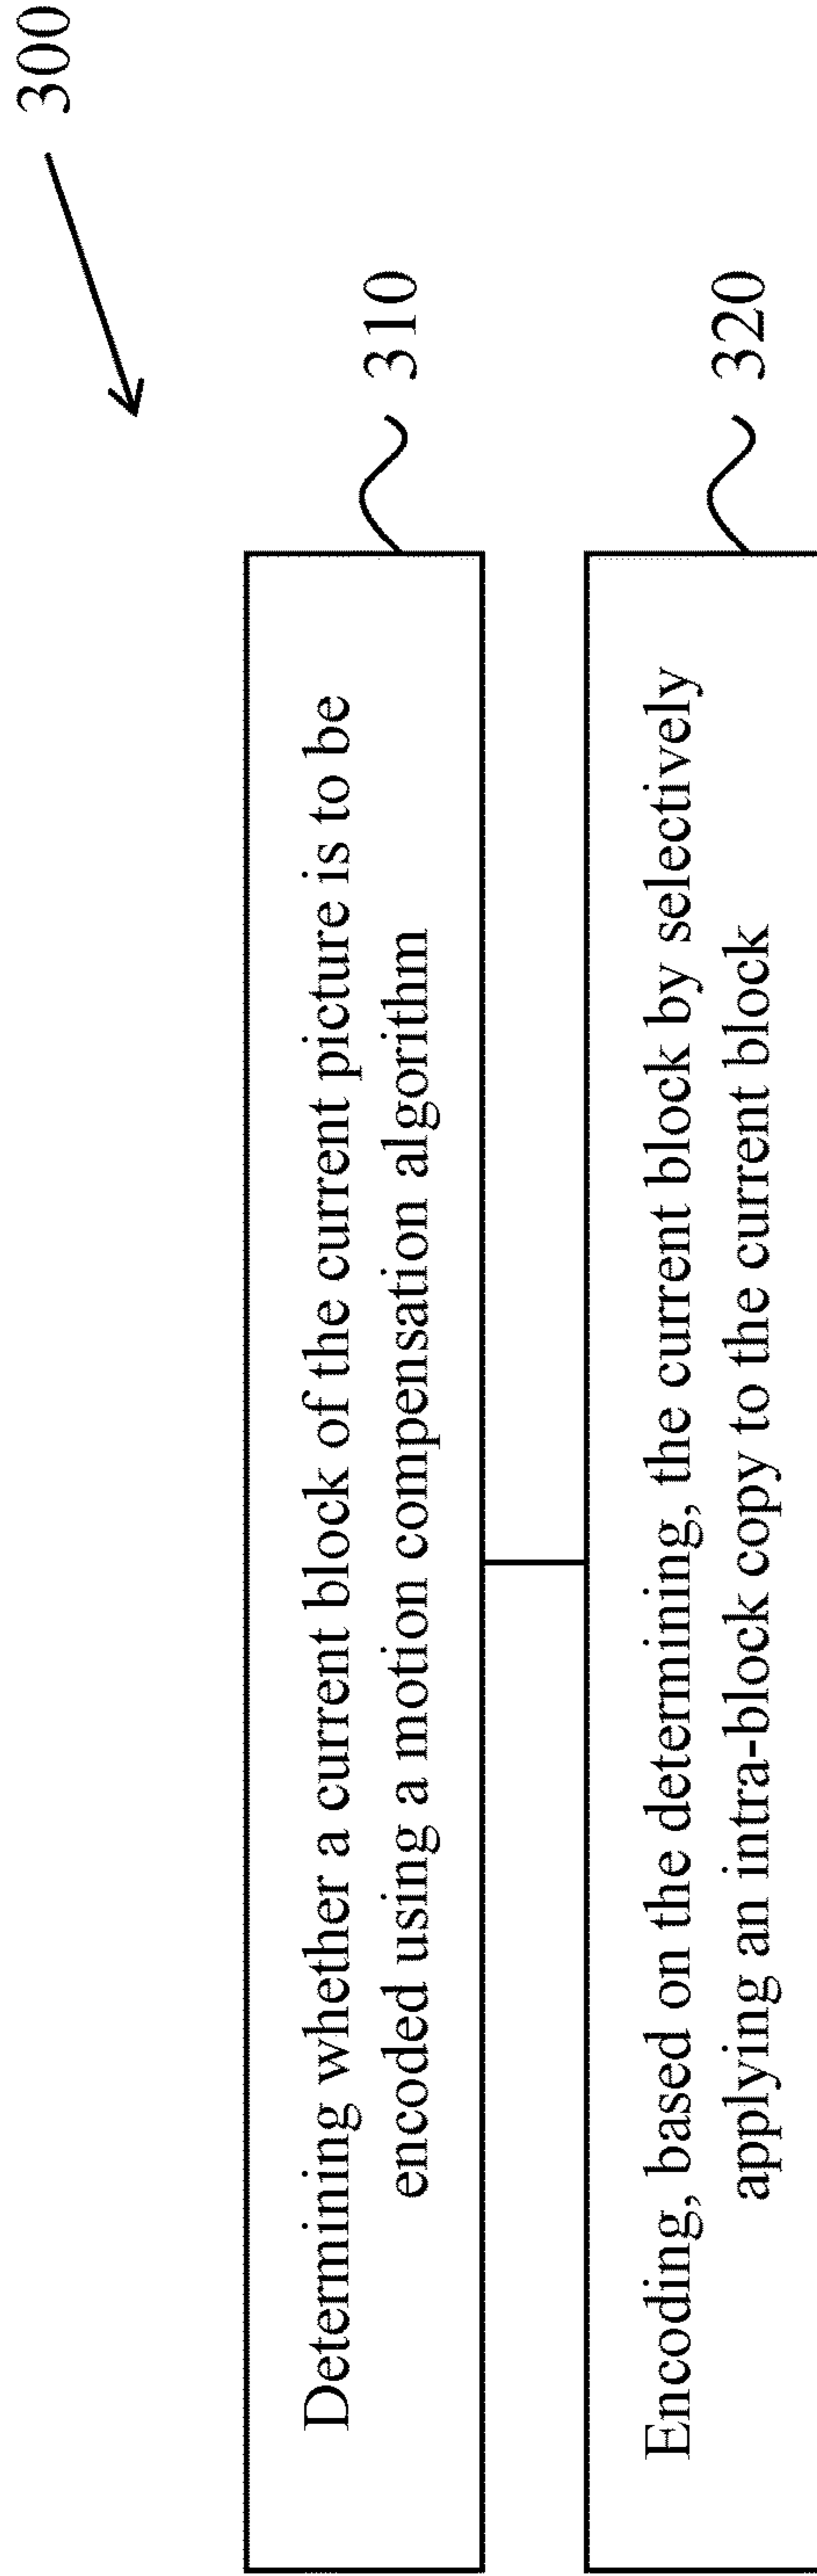 300
Determining whether a current block of the current picture is to be
encoded using a motion compensation algorithm
310
Encoding, based on the determining, the current block by selectively
applying an intra-block copy to the current block
320